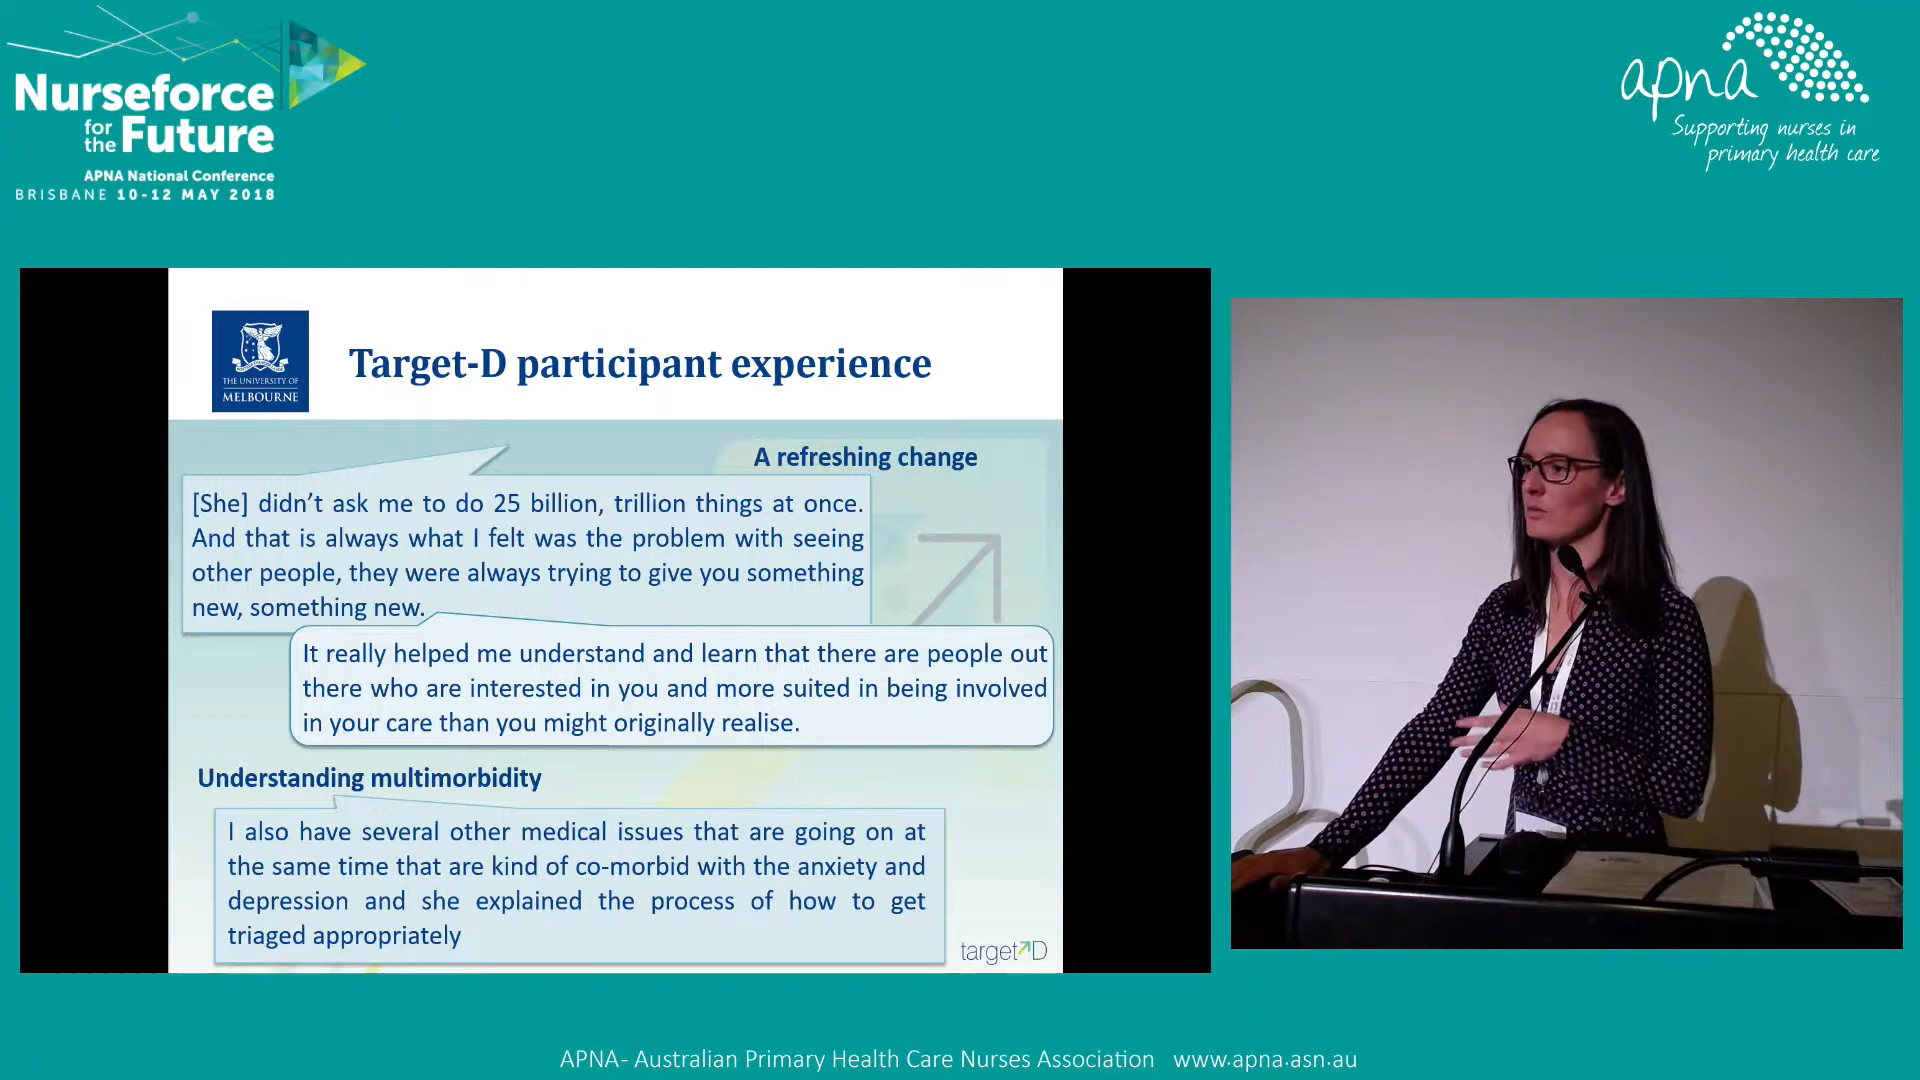 Nurseforce
for the Future
APNA National Conference
BRISBANE 10-12 MAY 2018
apna
Supporting nurses in
primary health care
THE UNIVERSITY OF
MELBOURNE
Target-D participant experience
A refreshing change
[She] didn’t ask me to do 25 billion, trillion things at once.
And that is always what I felt was the problem with seeing
other people, they were always trying to give you something
new, something new.
It really helped me understand and learn that there are people out
there who are interested in you and more suited in being involved
in your care than you might originally realise.
Understanding multimorbidity
I also have several other medical issues that are going on at
the same time that are kind of co-morbid with the anxiety and
depression and she explained the process of how to get
triaged appropriately
target D
APNA- Australian Primary Health Care Nurses Association www.apna.asn.au